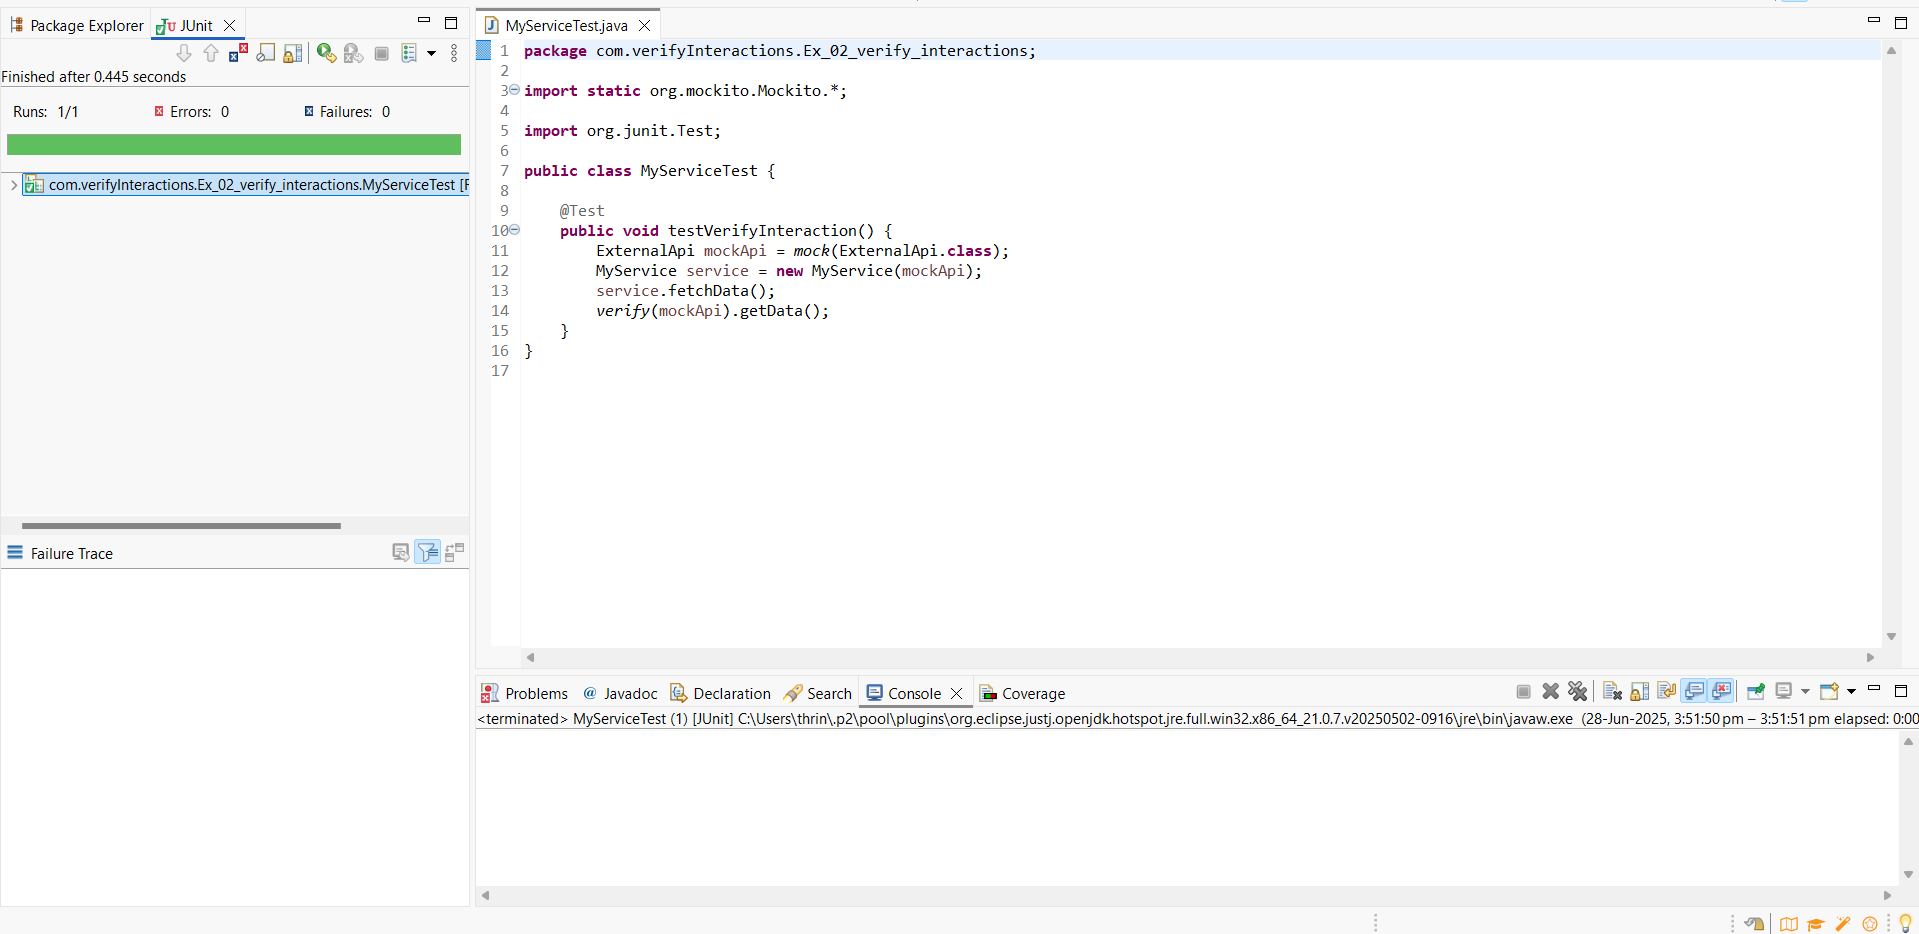 Package Explorer
JUnit
Finished after 0.445 seconds
Runs: 1/1
Errors: 0
Failures: 0
com.verifyInteractions.Ex_02_verify_interactions.MyServiceTest [
Failure Trace
MyServiceTest.java
1 package com.verifyInteractions.Ex_02_verify_interactions;
2
3 import static org.mockito.Mockito.*;
4
5 import org.junit.Test;
6
7 public class MyServiceTest {
8
9 @Test
10 public void testVerifyInteraction() {
11 ExternalApi mockApi = mock(ExternalApi.class);
12 MyService service = new MyService(mockApi);
13 service.fetchData();
14 verify(mockApi).getData();
15 }
16 }
17
Problems @ Javadoc Declaration Search Console Coverage
<terminated> MyServiceTest (1) [JUnit] C:\Users\thrin\.p2\pool\plugins\org.eclipse.justj.openjdk.hotspot.jre.full.win32.x86_64_21.0.7.v20250502-0916\jre\bin\javaw.exe (28-Jun-2025, 3:51:50 pm – 3:51:51 pm elapsed: 0:00